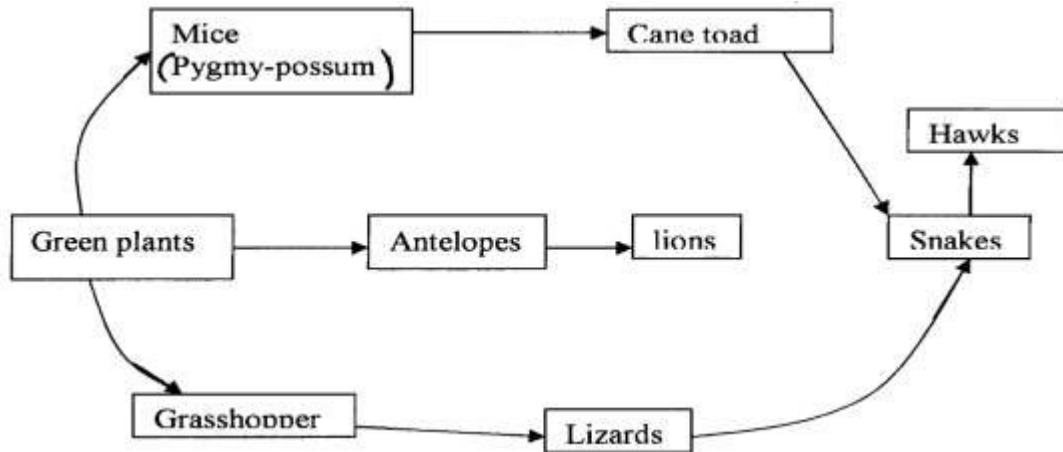 Mice
(Pygmy-possum)
Cane toad
Hawks
Green plants
Antelopes
lions
Snakes
Grasshopper
Lizards